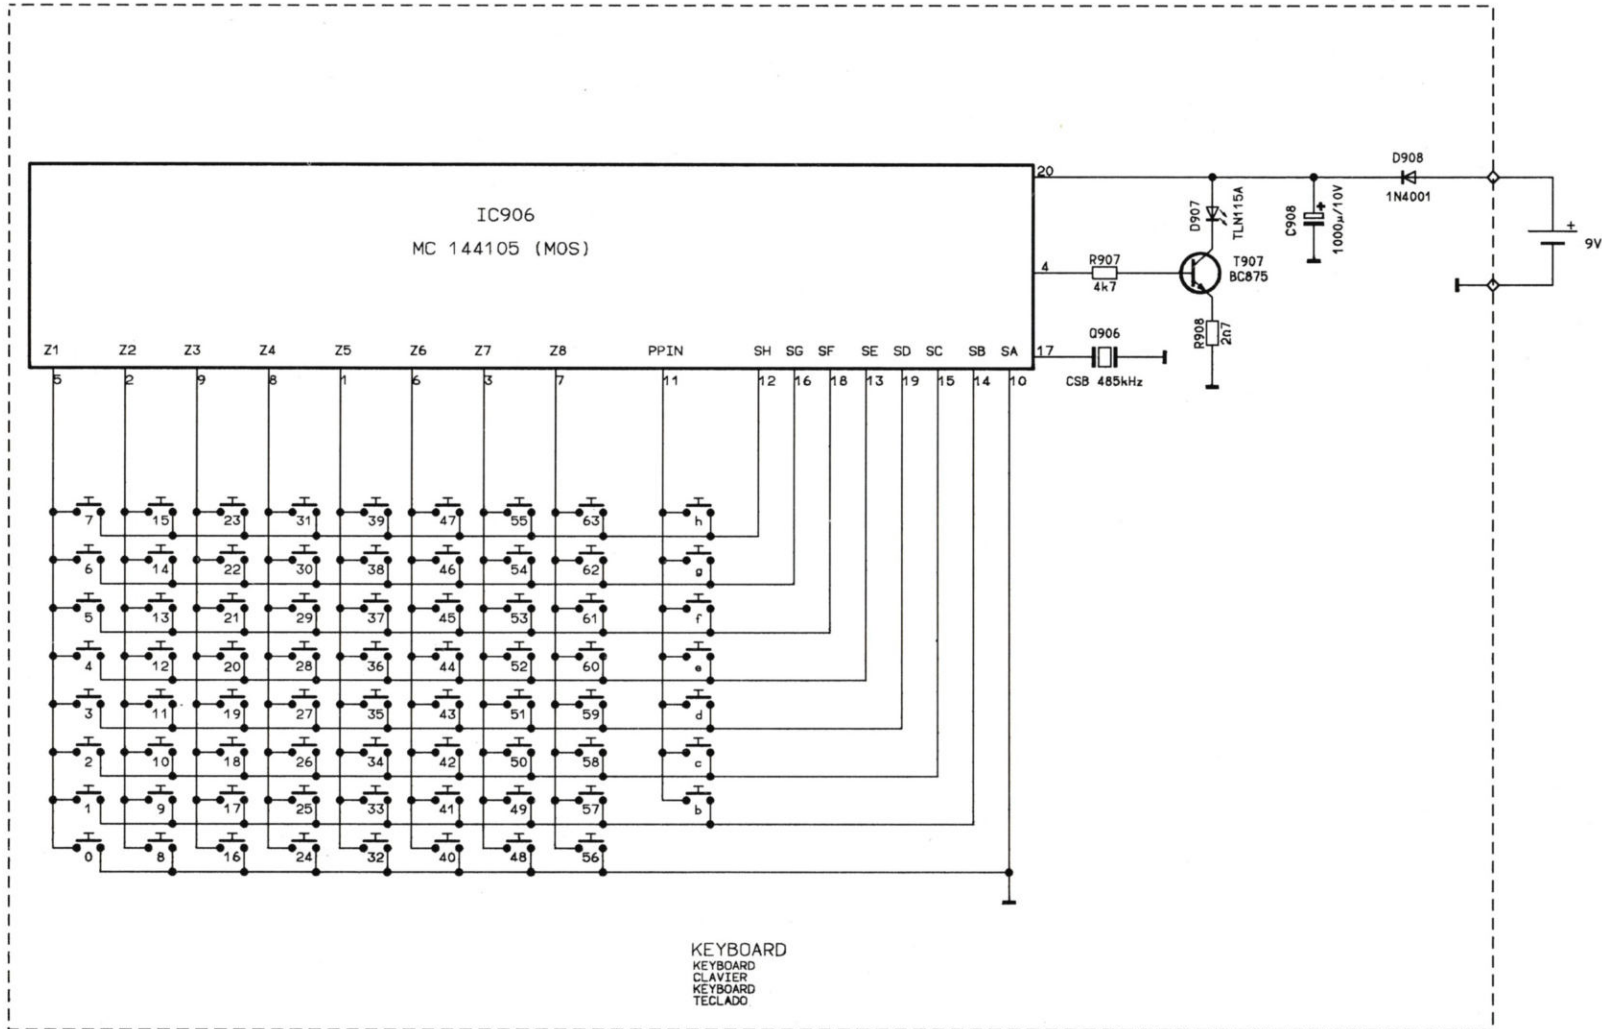 D908
20
1N4001
D907
TLN115A
C908
+
1000µ/10V
+
9V
IC906
MC 144105 (MOS)
4
R907
4k7
T907
BC875
R908
2Ω7
Z1 Z2 Z3 Z4 Z5 Z6 Z7 Z8 PPIN SH SG SF SE SD SC SB SA
17
Q906
CSB 485kHz
5 2 9 8 1 6 3 7 11 12 16 18 13 19 15 14 10
7 15 23 31 39 47 55 63 h
6 14 22 30 38 46 54 62 g
5 13 21 29 37 45 53 61 f
4 12 20 28 36 44 52 60 e
3 11 19 27 35 43 51 59 d
2 10 18 26 34 42 50 58 c
1 9 17 25 33 41 49 57 b
0 8 16 24 32 40 48 56
KEYBOARD
KEYBOARD
CLAVIER
KEYBOARD
TECLADO